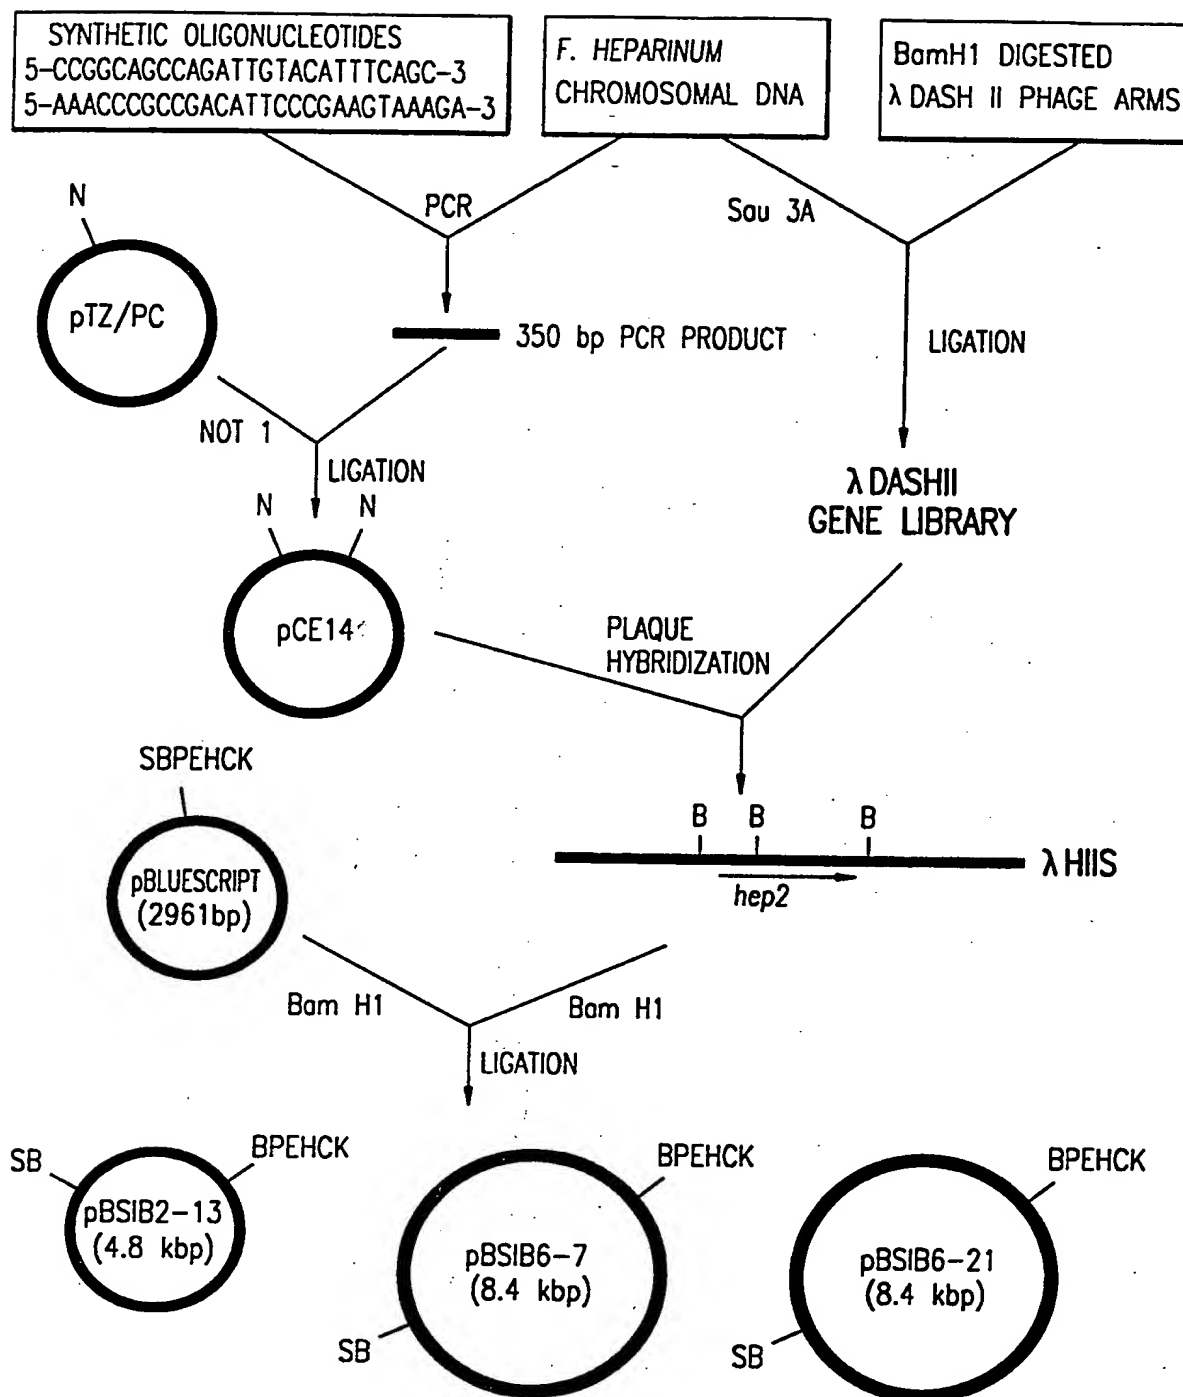 SYNTHETIC OLIGONUCLEOTIDES
5-CCGGCAGCCAGATTGTACATTTCAGC-3
5-AAACCCGCCGACATTCCCGAAGTAAAGA-3
F. HEPARINUM
CHROMOSOMAL DNA
BamH1 DIGESTED
λ DASH II PHAGE ARMS
PCR
Sau 3A
N
pTZ/PC
350 bp PCR PRODUCT
LIGATION
NOT 1
LIGATION
N N
λ DASHII
GENE LIBRARY
pCE14
PLAQUE
HYBRIDIZATION
SBPEHCK
pBLUESCRIPT
(2961bp)
B B B
λ HIIS
hep2
Bam H1
Bam H1
LIGATION
SB
BPEHCK
pBSIB2-13
(4.8 kbp)
BPEHCK
pBSIB6-7
(8.4 kbp)
SB
BPEHCK
pBSIB6-21
(8.4 kbp)
SB